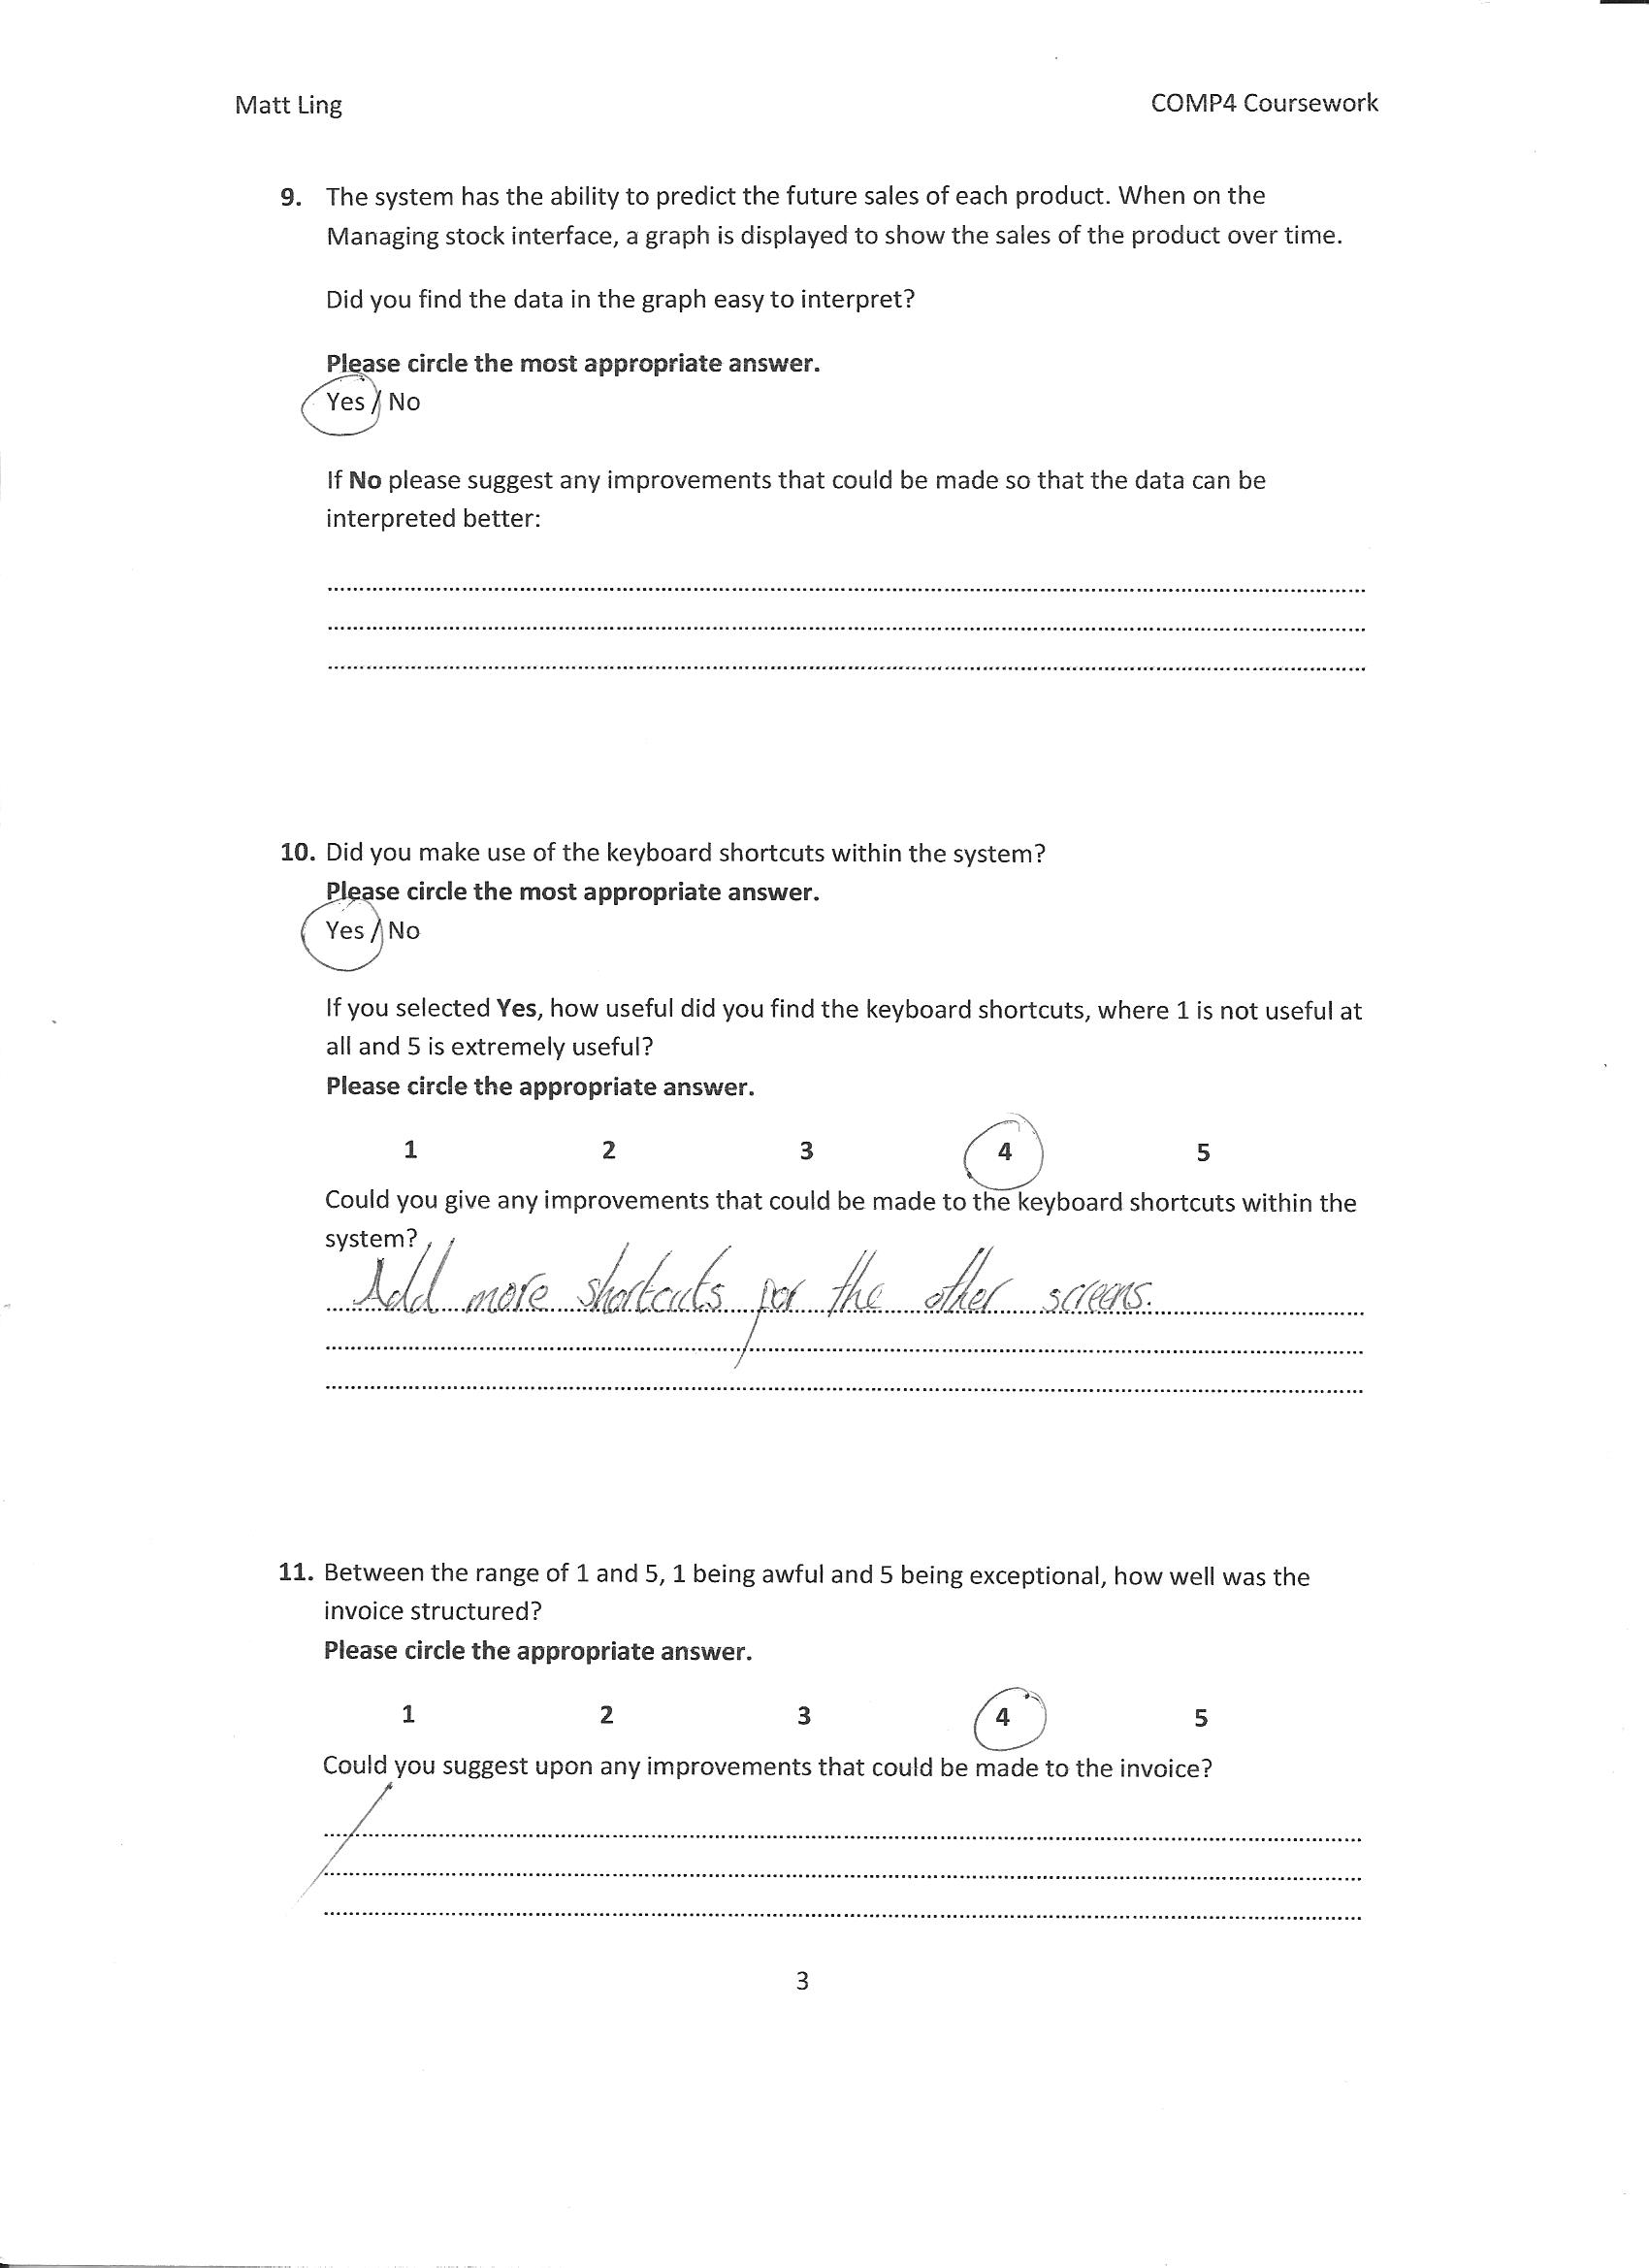 Matt Ling
COMP4 Coursework
9. The system has the ability to predict the future sales of each product. When on the
Managing stock interface, a graph is displayed to show the sales of the product over time.
Did you find the data in the graph easy to interpret?
Please circle the most appropriate answer.
Yes / No
If No please suggest any improvements that could be made so that the data can be
interpreted better:
10. Did you make use of the keyboard shortcuts within the system?
Please circle the most appropriate answer.
Yes / No
If you selected Yes, how useful did you find the keyboard shortcuts, where 1 is not useful at
all and 5 is extremely useful?
Please circle the appropriate answer.
1 2 3 4 5
Could you give any improvements that could be made to the keyboard shortcuts within the
system?
Add more shortcuts for the other screens.
11. Between the range of 1 and 5, 1 being awful and 5 being exceptional, how well was the
invoice structured?
Please circle the appropriate answer.
1 2 3 4 5
Could you suggest upon any improvements that could be made to the invoice?
3